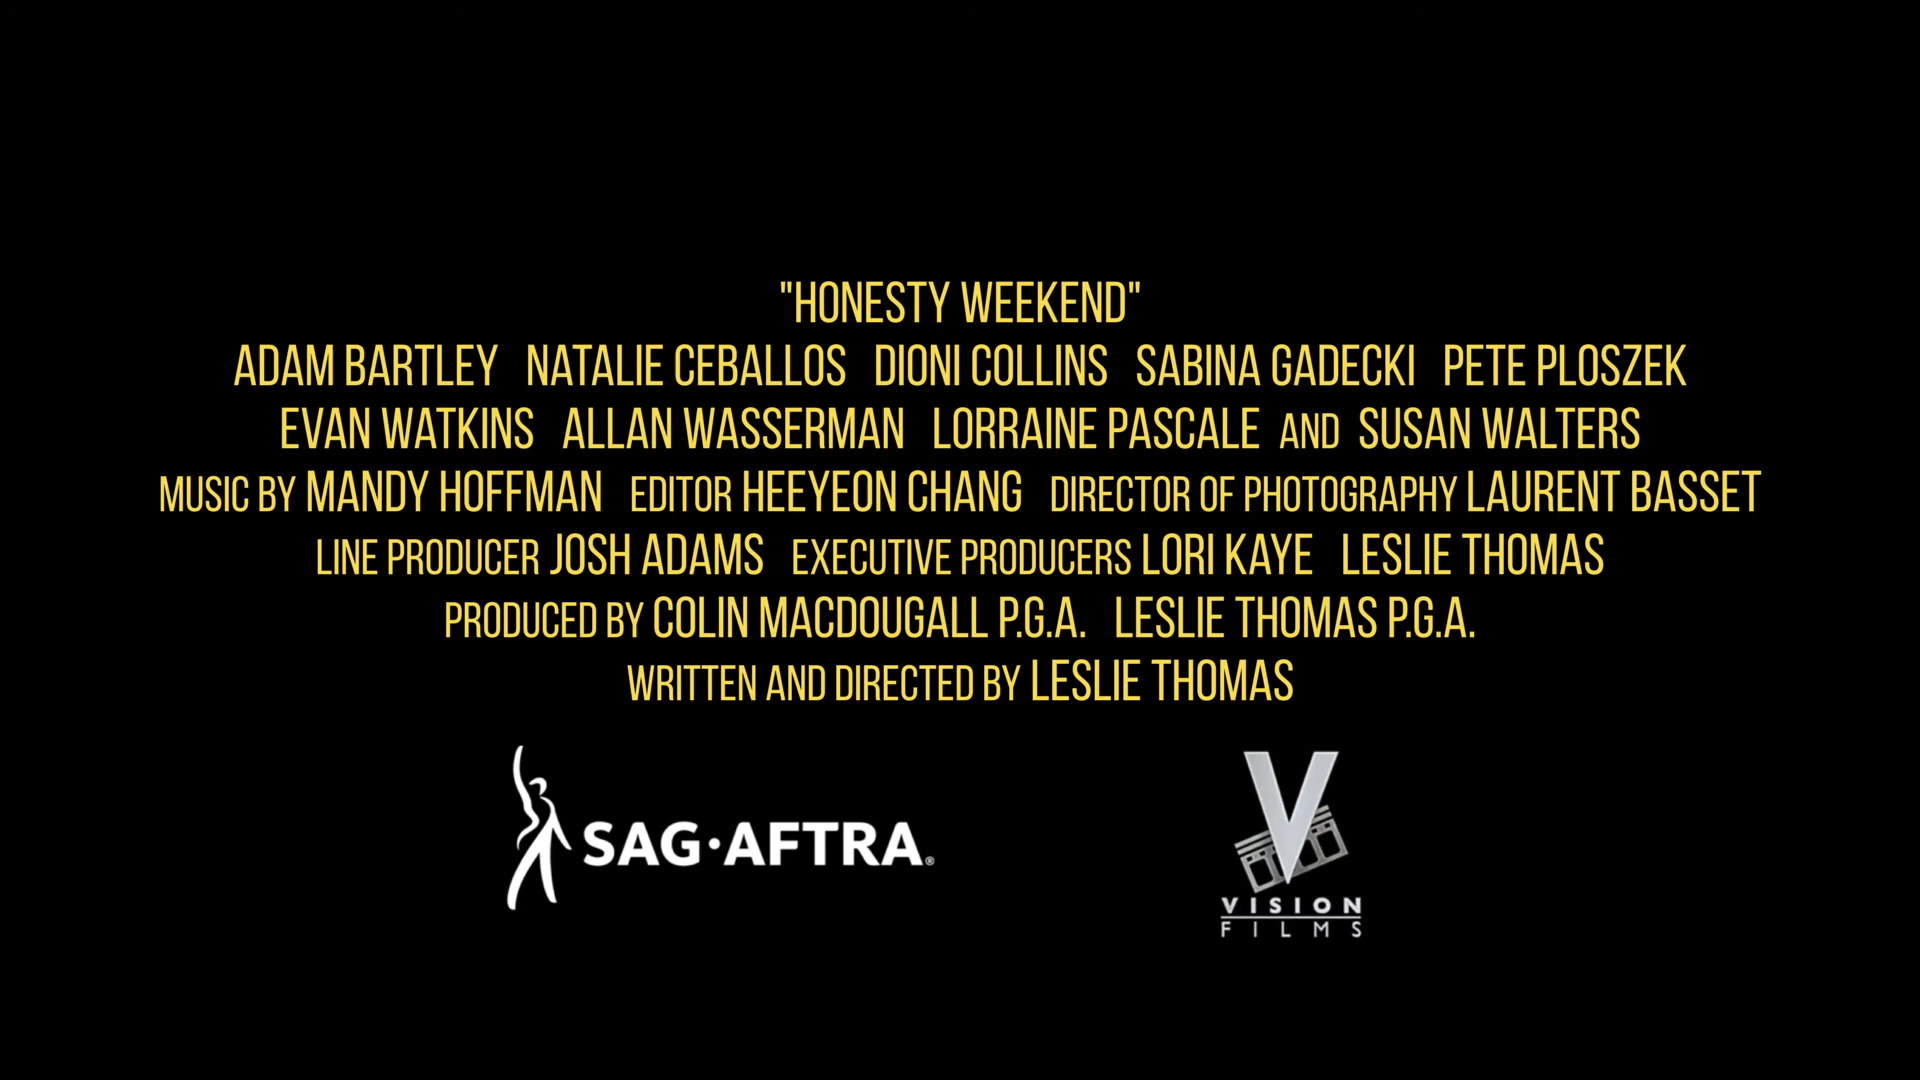 "HONESTY WEEKEND"
ADAM BARTLEY NATALIE CEBALLOS DIONI COLLINS SABINA GADECKI PETE PLOSZEK
EVAN WATKINS ALLAN WASSERMAN LORRAINE PASCALE AND SUSAN WALTERS
MUSIC BY MANDY HOFFMAN EDITOR HEEYEON CHANG DIRECTOR OF PHOTOGRAPHY LAURENT BASSET
LINE PRODUCER JOSH ADAMS EXECUTIVE PRODUCERS LORI KAYE LESLIE THOMAS
PRODUCED BY COLIN MACDOUGALL P.G.A. LESLIE THOMAS P.G.A.
WRITTEN AND DIRECTED BY LESLIE THOMAS
SAG·AFTRA®
V
VISION
FILMS